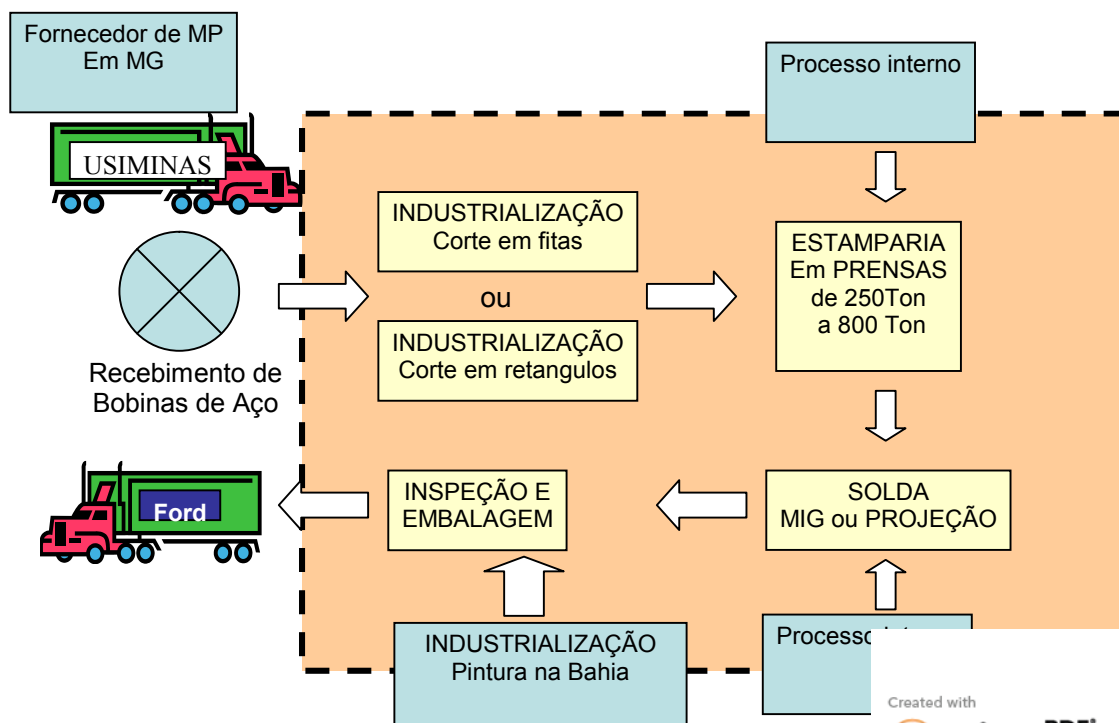 Fornecedor de MP
Em MG
Processo interno
USIMINAS
INDUSTRIALIZAÇÃO
Corte em fitas
ou
INDUSTRIALIZAÇÃO
Corte em retangulos
ESTAMPARIA
Em PRENSAS
de 250Ton
a 800 Ton
Recebimento de
Bobinas de Aço
Ford
INSPEÇÃO E
EMBALAGEM
SOLDA
MIG ou PROJEÇÃO
INDUSTRIALIZAÇÃO
Pintura na Bahia
Processo
Created with